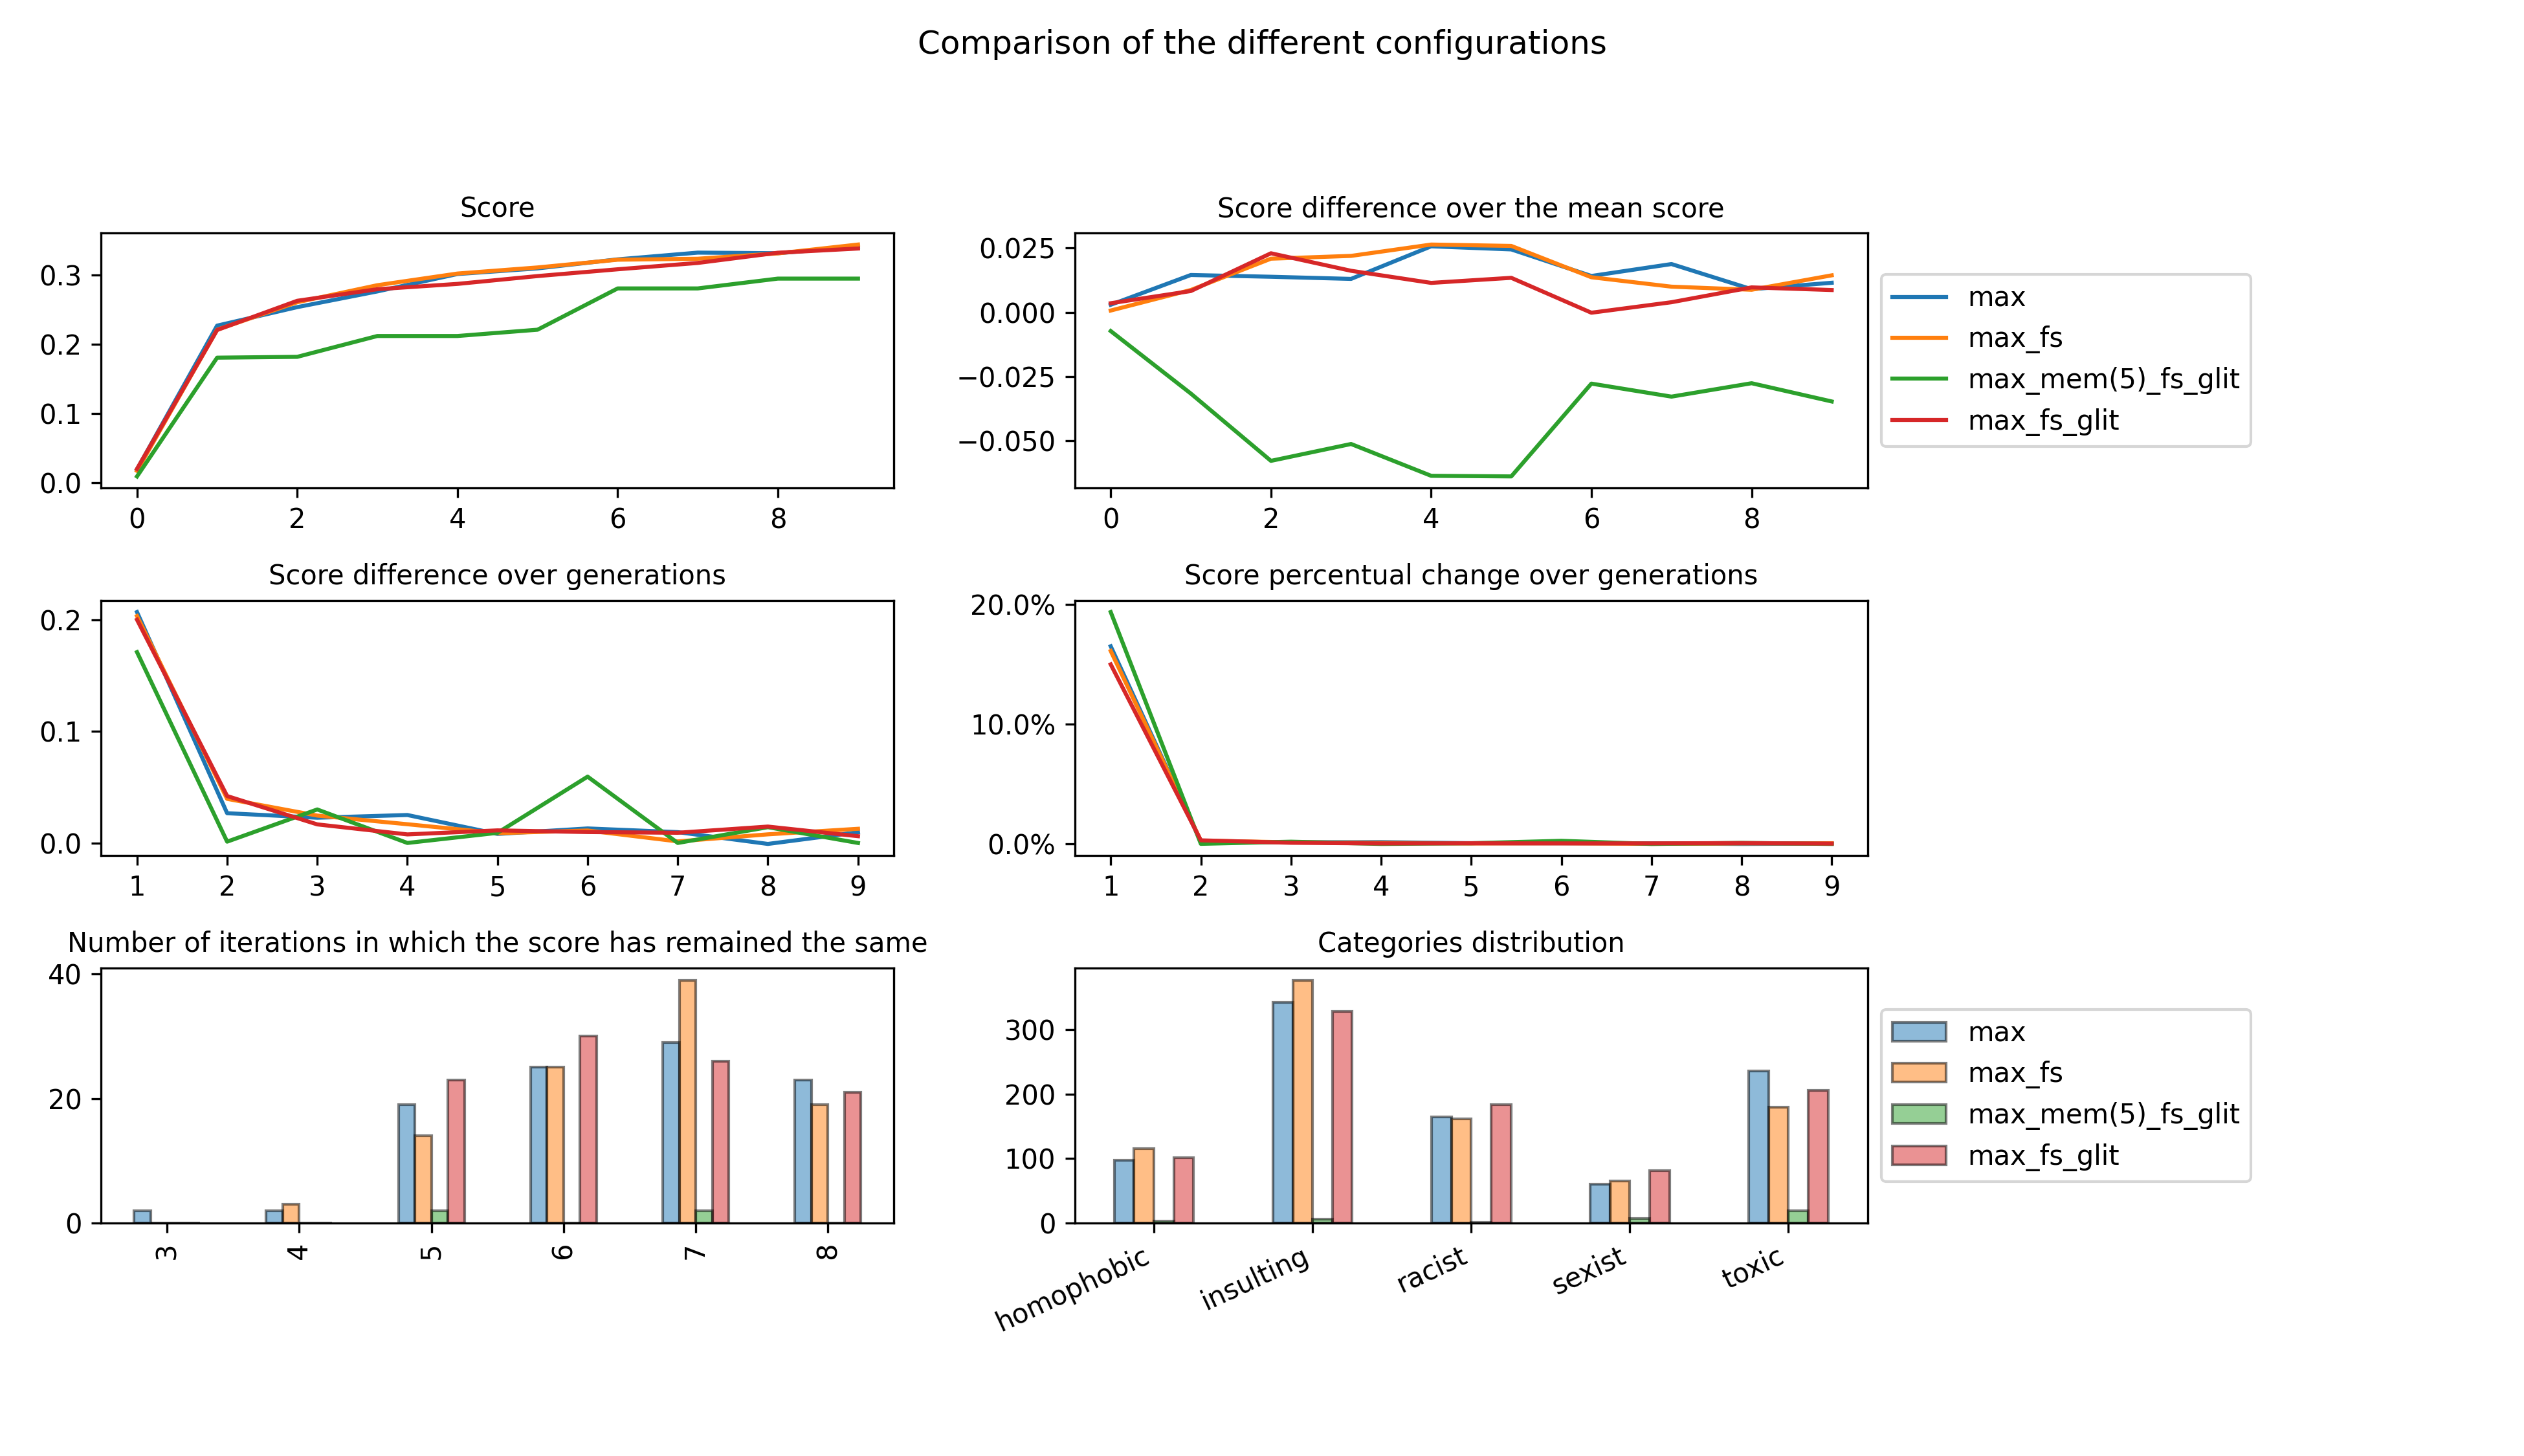 Comparison of the different configurations
Score
0.3
0.2
0.1
0.0
0 2 4 6 8
Score difference over the mean score
0.025
0.000
−0.025
−0.050
0 2 4 6 8
max
max_fs
max_mem(5)_fs_glit
max_fs_glit
Score difference over generations
0.2
0.1
0.0
1 2 3 4 5 6 7 8 9
Score percentual change over generations
20.0%
10.0%
0.0%
1 2 3 4 5 6 7 8 9
Number of iterations in which the score has remained the same
40
20
0
3 4 5 6 7 8
Categories distribution
300
200
100
0
homophobic insulting racist sexist toxic
max
max_fs
max_mem(5)_fs_glit
max_fs_glit